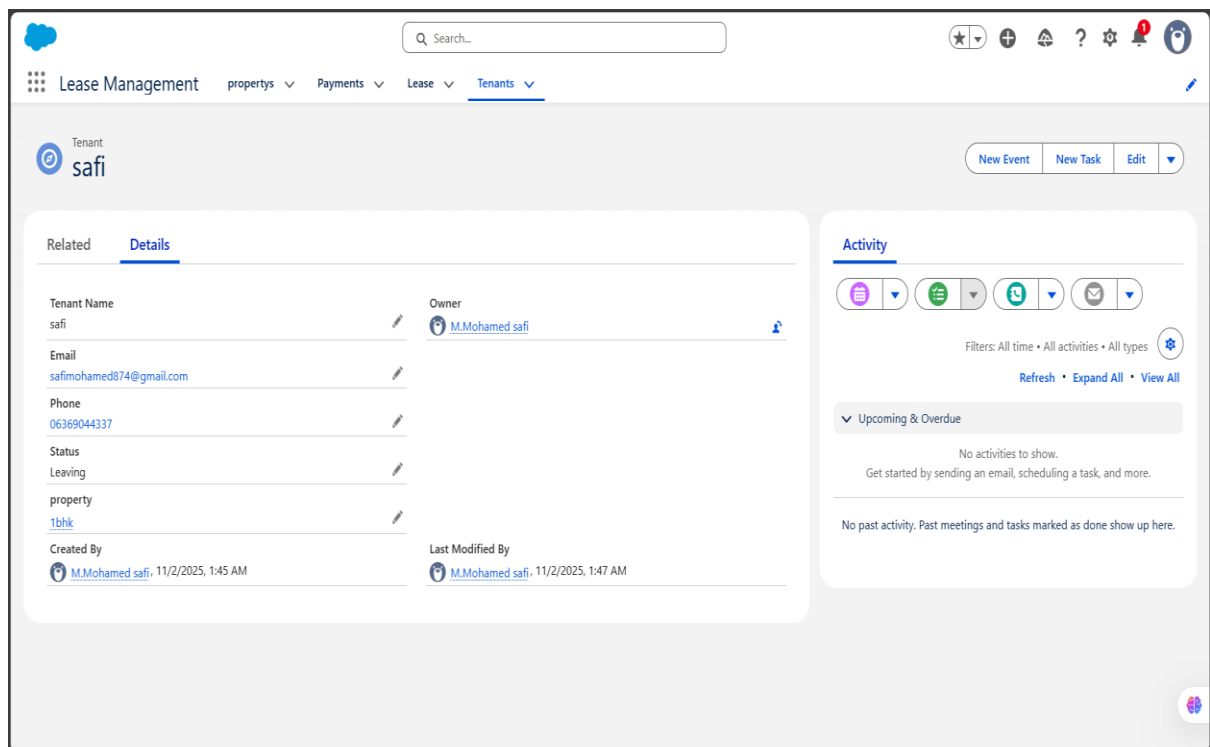 Search...
1
Lease Management propertys Payments Lease Tenants
Tenant
safi
New Event New Task Edit
Related Details
Tenant Name
safi
Owner
M.Mohamed safi
Email
safimohamed874@gmail.com
Phone
06369044337
Status
Leaving
property
1bhk
Created By
M.Mohamed safi, 11/2/2025, 1:45 AM
Last Modified By
M.Mohamed safi, 11/2/2025, 1:47 AM
Activity
Filters: All time • All activities • All types
Refresh • Expand All • View All
Upcoming & Overdue
No activities to show.
Get started by sending an email, scheduling a task, and more.
No past activity. Past meetings and tasks marked as done show up here.